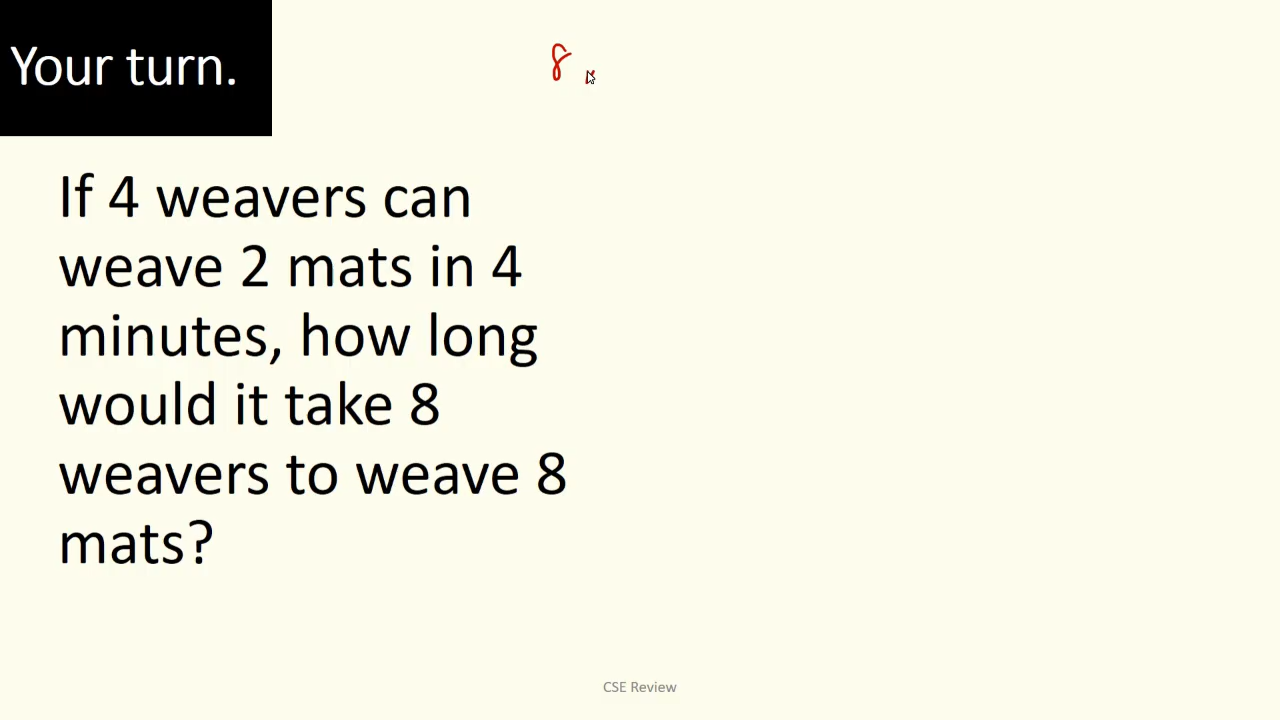 Your turn.
8
If 4 weavers can
weave 2 mats in 4
minutes, how long
would it take 8
weavers to weave 8
mats?
CSE Review